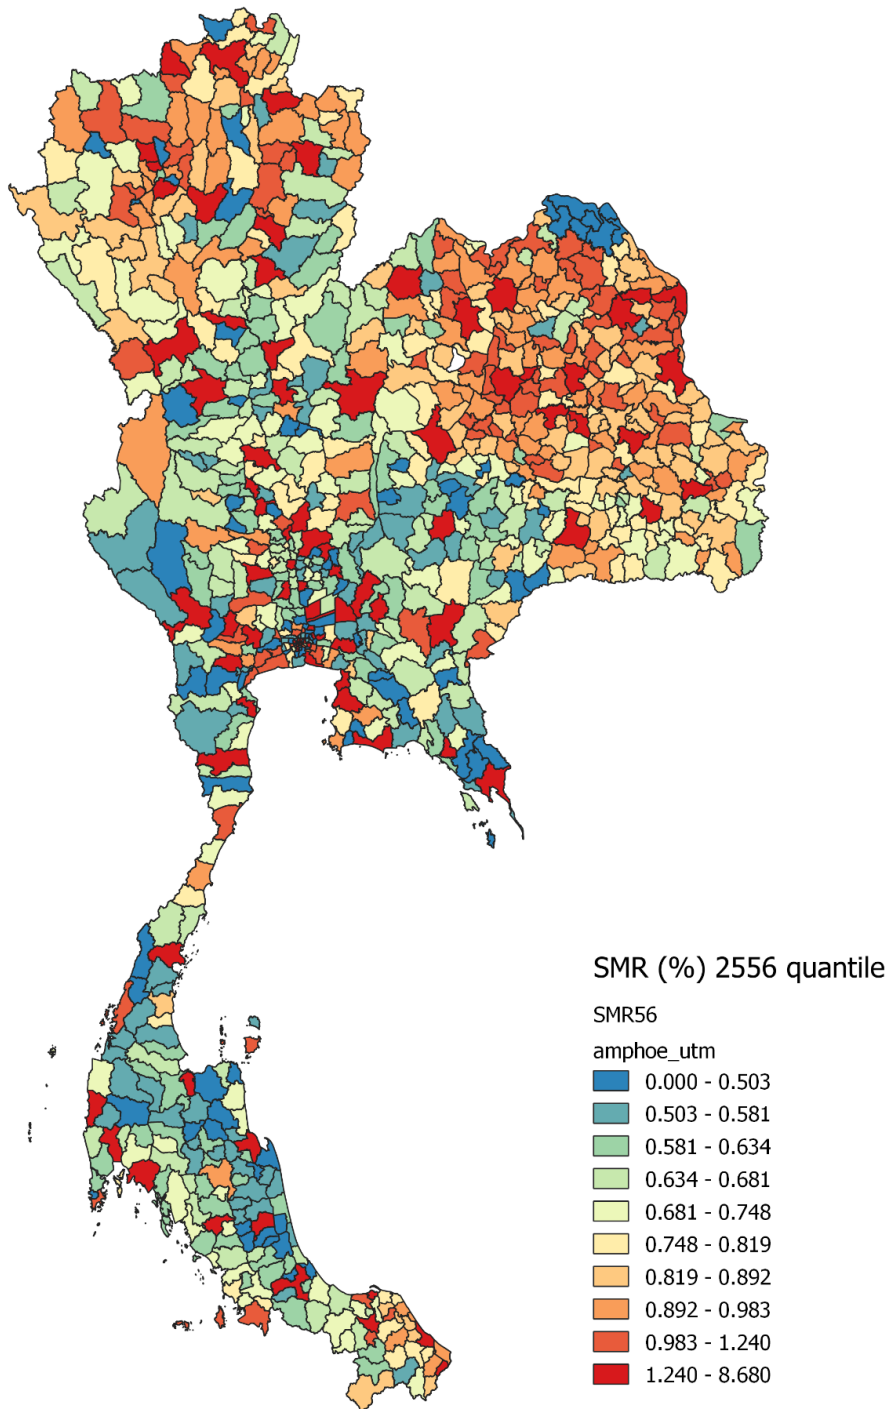 SMR (%) 2556 quantile
SMR56
amphoe_utm
0.000 - 0.503
0.503 - 0.581
0.581 - 0.634
0.634 - 0.681
0.681 - 0.748
0.748 - 0.819
0.819 - 0.892
0.892 - 0.983
0.983 - 1.240
1.240 - 8.680